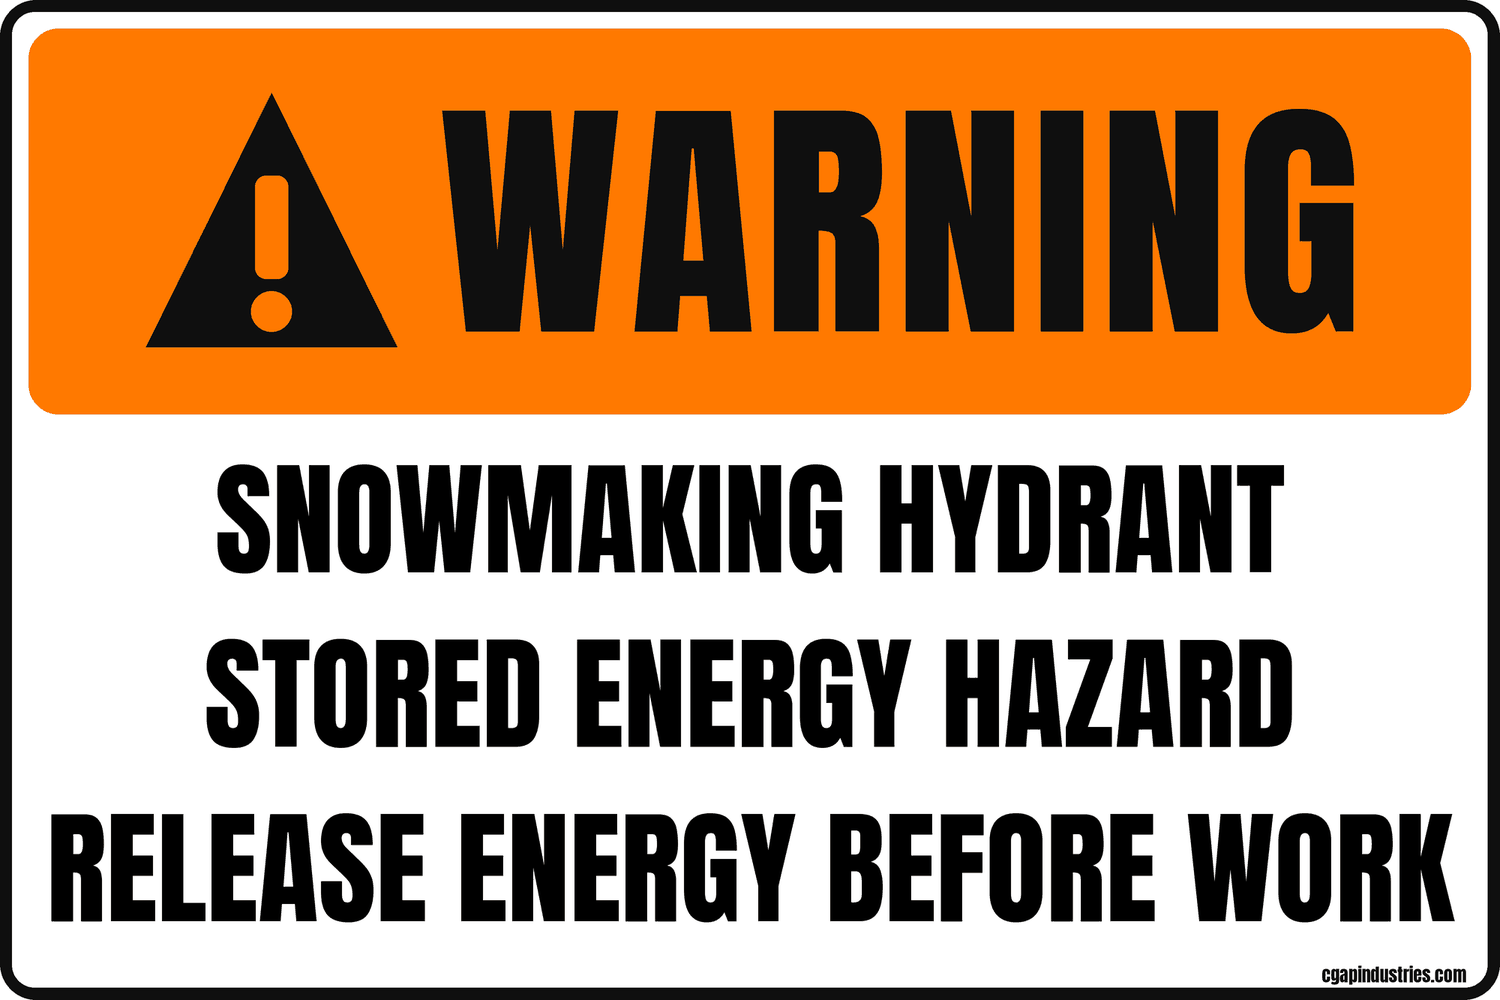 WARNING
SNOWMAKING HYDRANT
STORED ENERGY HAZARD
RELEASE ENERGY BEFORE WORK
cgapindustries.com